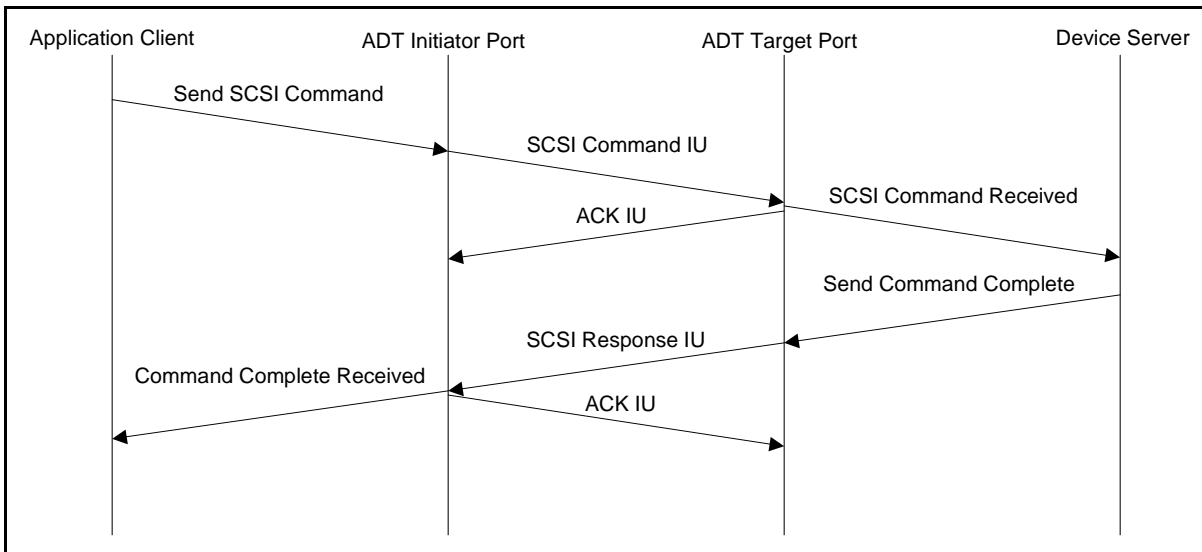 Application Client
ADT Initiator Port
ADT Target Port
Device Server
Send SCSI Command
SCSI Command IU
SCSI Command Received
ACK IU
Send Command Complete
SCSI Response IU
Command Complete Received
ACK IU